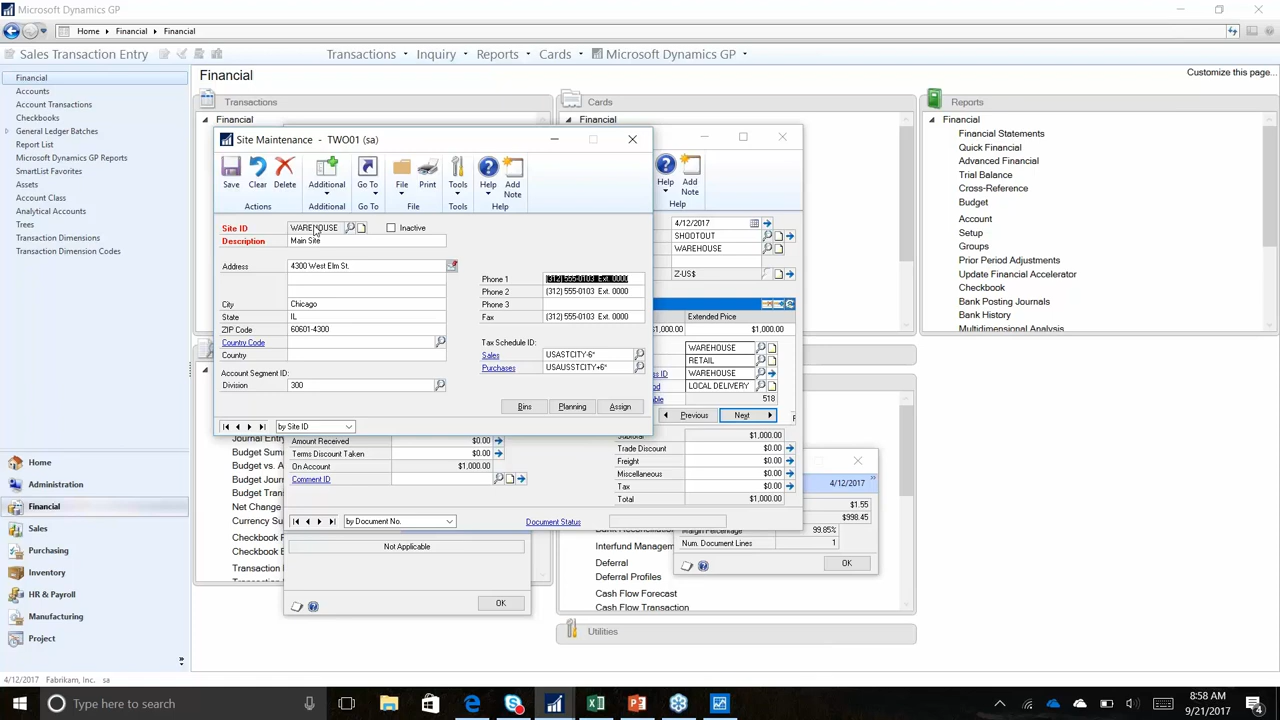 Microsoft Dynamics GP
Home Financial Financial
Sales Transaction Entry
Transactions Inquiry Reports Cards Microsoft Dynamics GP
Financial
Accounts
Account Transactions
Checkbooks
General Ledger Batches
Report List
Microsoft Dynamics GP Reports
SmartList Favorites
Assets
Account Class
Analytical Accounts
Trees
Transaction Dimensions
Transaction Dimension Codes
Home
Administration
Financial
Sales
Purchasing
Inventory
HR & Payroll
Manufacturing
Project
Financial
Customize this page...
Transactions
Financial
Cards
Financial
Reports
Financial
Financial Statements
Quick Financial
Advanced Financial
Trial Balance
Cross-Reference
Budget
Account
Setup
Groups
Prior Period Adjustments
Update Financial Accelerator
Checkbook
Bank Posting Journals
Multidimensional Analysis
Site Maintenance - TWO01 (sa)
Save Clear Delete Additional Go To File Print Tools Help Add Note
Actions Additional Go To File Tools Help
Site ID WAREHOUSE Inactive
Description Main Site
Address 4300 West Elm St.
City Chicago
State IL
ZIP Code 60601-4300
Country Code
Country
Account Segment ID:
Division 300
Phone 1 (312) 555-0103 Ext. 0000
Phone 2 (312) 555-0103 Ext. 0000
Phone 3
Fax (312) 555-0103 Ext. 0000
Tax Schedule ID:
Sales USASTCITY-6*
Purchases USAUSSTCITY+6*
Bins Planning Assign
by Site ID
Help Add Note
Help
4/12/2017
SHOOTOUT
WAREHOUSE
Z-US$
Extended Price
$1,000.00 $1,000.00
WAREHOUSE
RETAIL
WAREHOUSE
LOCAL DELIVERY
518
Previous Next
Amount Received $0.00
Terms Discount Taken $0.00
On Account $1,000.00
Comment ID
Subtotal $1,000.00
Trade Discount $0.00
Freight $0.00
Miscellaneous $0.00
Tax $0.00
Total $1,000.00
by Document No. Document Status
Not Applicable
OK
4/12/2017
$1.55
$998.45
Margin Percentage 99.85%
Num. Document Lines 1
OK
Journal Entry
Budget Summ
Budget vs. A
Budget Journ
Net Change
Currency Su
Checkbook
Checkbook
Transaction
Interfund Managem
Deferral
Deferral Profiles
Cash Flow Forecast
Cash Flow Transaction
Utilities
4/12/2017 Fabrikam, Inc. sa
Type here to search
8:58 AM
9/21/2017